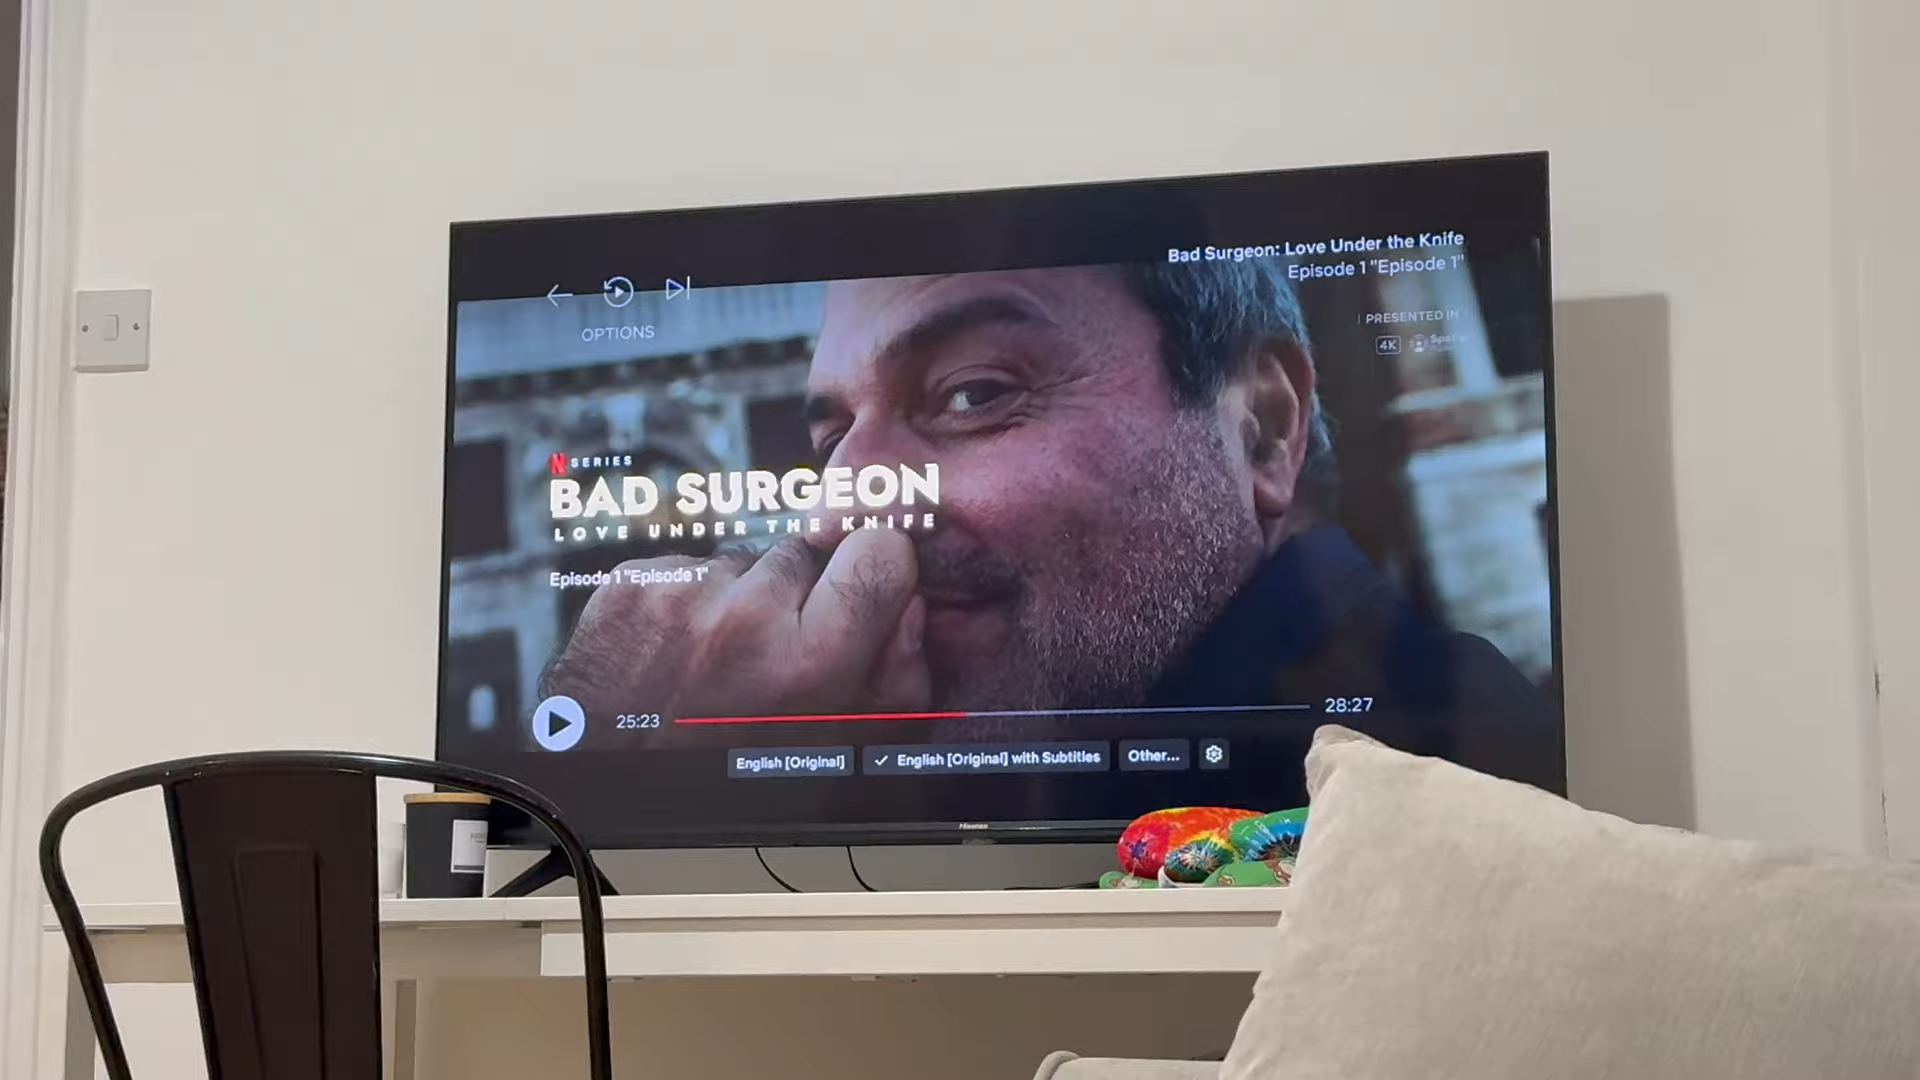 Bad Surgeon: Love Under the Knife
Episode 1 "Episode 1"
OPTIONS
PRESENTED IN
4K
N SERIES
BAD SURGEON
LOVE UNDER THE KNIFE
Episode 1 "Episode 1"
25:23
28:27
English [Original]
English [Original] with Subtitles
Other...
Hisense